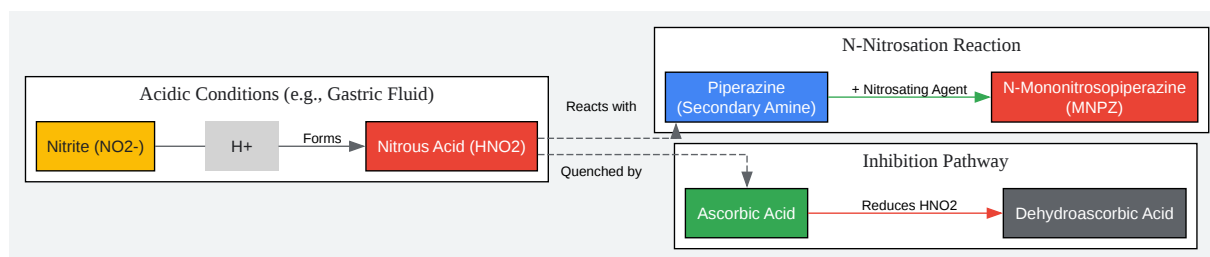 Acidic Conditions (e.g., Gastric Fluid)
Nitrite (NO2-)
H+
Forms
Nitrous Acid (HNO2)
Reacts with
Quenched by
N-Nitrosation Reaction
Piperazine
(Secondary Amine)
+ Nitrosating Agent
N-Mononitrosopiperazine
(MNPZ)
Inhibition Pathway
Ascorbic Acid
Reduces HNO2
Dehydroascorbic Acid